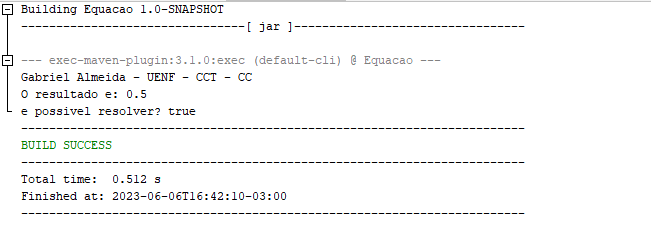 Building Equacao 1.0-SNAPSHOT
--------------------------------[ jar ]---------------------------------

--- exec-maven-plugin:3.1.0:exec (default-cli) @ Equacao ---
Gabriel Almeida - UENF - CCT - CC
O resultado e: 0.5
e possivel resolver? true
------------------------------------------------------------------------
BUILD SUCCESS
------------------------------------------------------------------------
Total time:  0.512 s
Finished at: 2023-06-06T16:42:10-03:00
------------------------------------------------------------------------